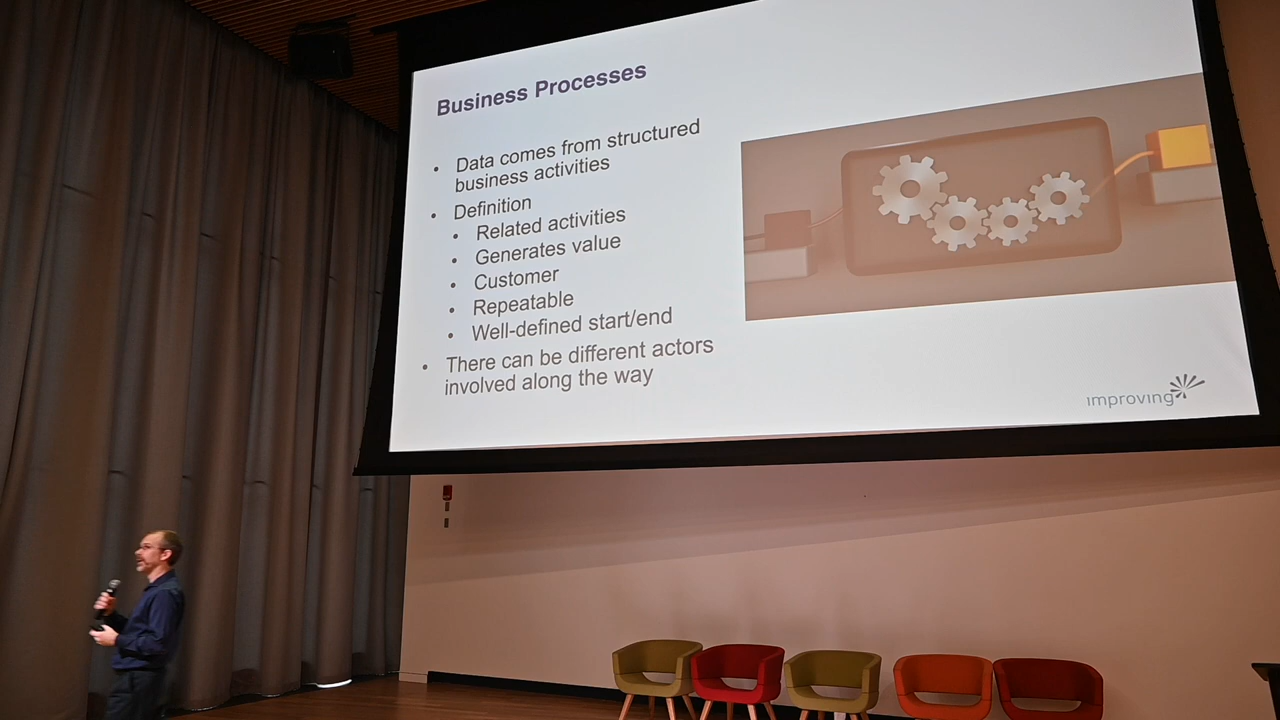 Business Processes
• Data comes from structured
business activities
• Definition
• Related activities
• Generates value
• Customer
• Repeatable
• Well-defined start/end
• There can be different actors
involved along the way
improving